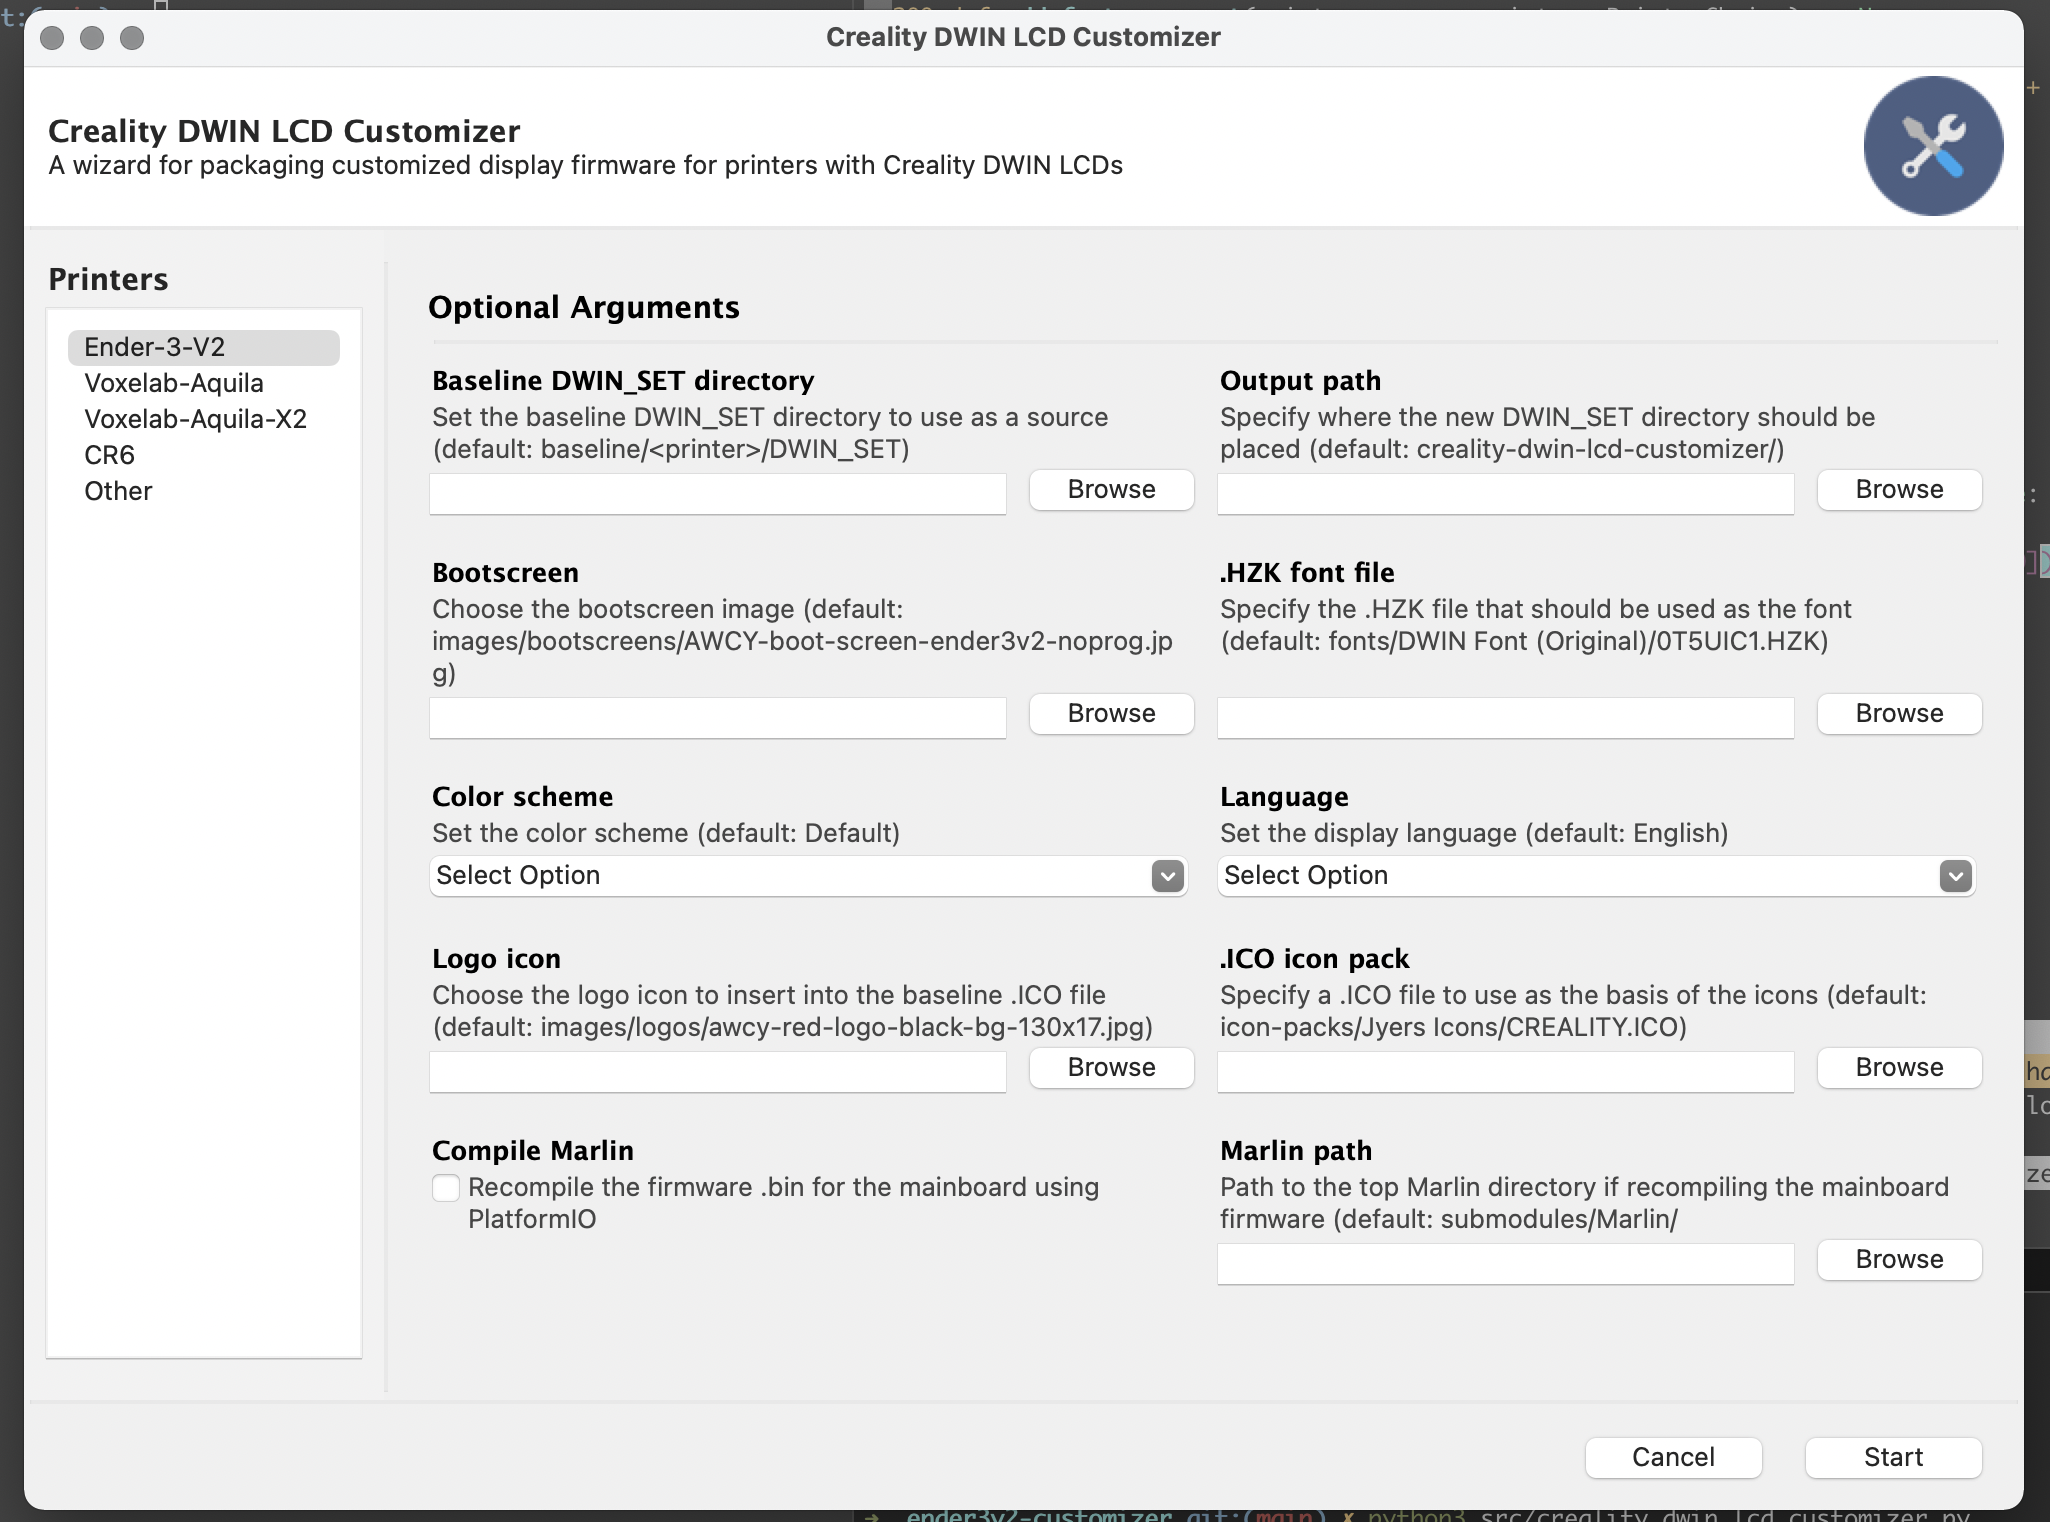 Creality DWIN LCD Customizer
Creality DWIN LCD Customizer
A wizard for packaging customized display firmware for printers with Creality DWIN LCDs
Printers
Ender-3-V2
Voxelab-Aquila
Voxelab-Aquila-X2
CR6
Other
Optional Arguments
Baseline DWIN_SET directory
Set the baseline DWIN_SET directory to use as a source
(default: baseline/<printer>/DWIN_SET)
Browse
Output path
Specify where the new DWIN_SET directory should be
placed (default: creality-dwin-lcd-customizer/)
Browse
Bootscreen
Choose the bootscreen image (default:
images/bootscreens/AWCY-boot-screen-ender3v2-noprog.jp
g)
Browse
.HZK font file
Specify the .HZK file that should be used as the font
(default: fonts/DWIN Font (Original)/0T5UIC1.HZK)
Browse
Color scheme
Set the color scheme (default: Default)
Select Option
Language
Set the display language (default: English)
Select Option
Logo icon
Choose the logo icon to insert into the baseline .ICO file
(default: images/logos/awcy-red-logo-black-bg-130x17.jpg)
Browse
.ICO icon pack
Specify a .ICO file to use as the basis of the icons (default:
icon-packs/Jyers Icons/CREALITY.ICO)
Browse
Compile Marlin
Recompile the firmware .bin for the mainboard using
PlatformIO
Marlin path
Path to the top Marlin directory if recompiling the mainboard
firmware (default: submodules/Marlin/
Browse
Cancel
Start
ender3v2-customizer git:(main) ✗ python3 src/creality_dwin_lcd_customizer.py